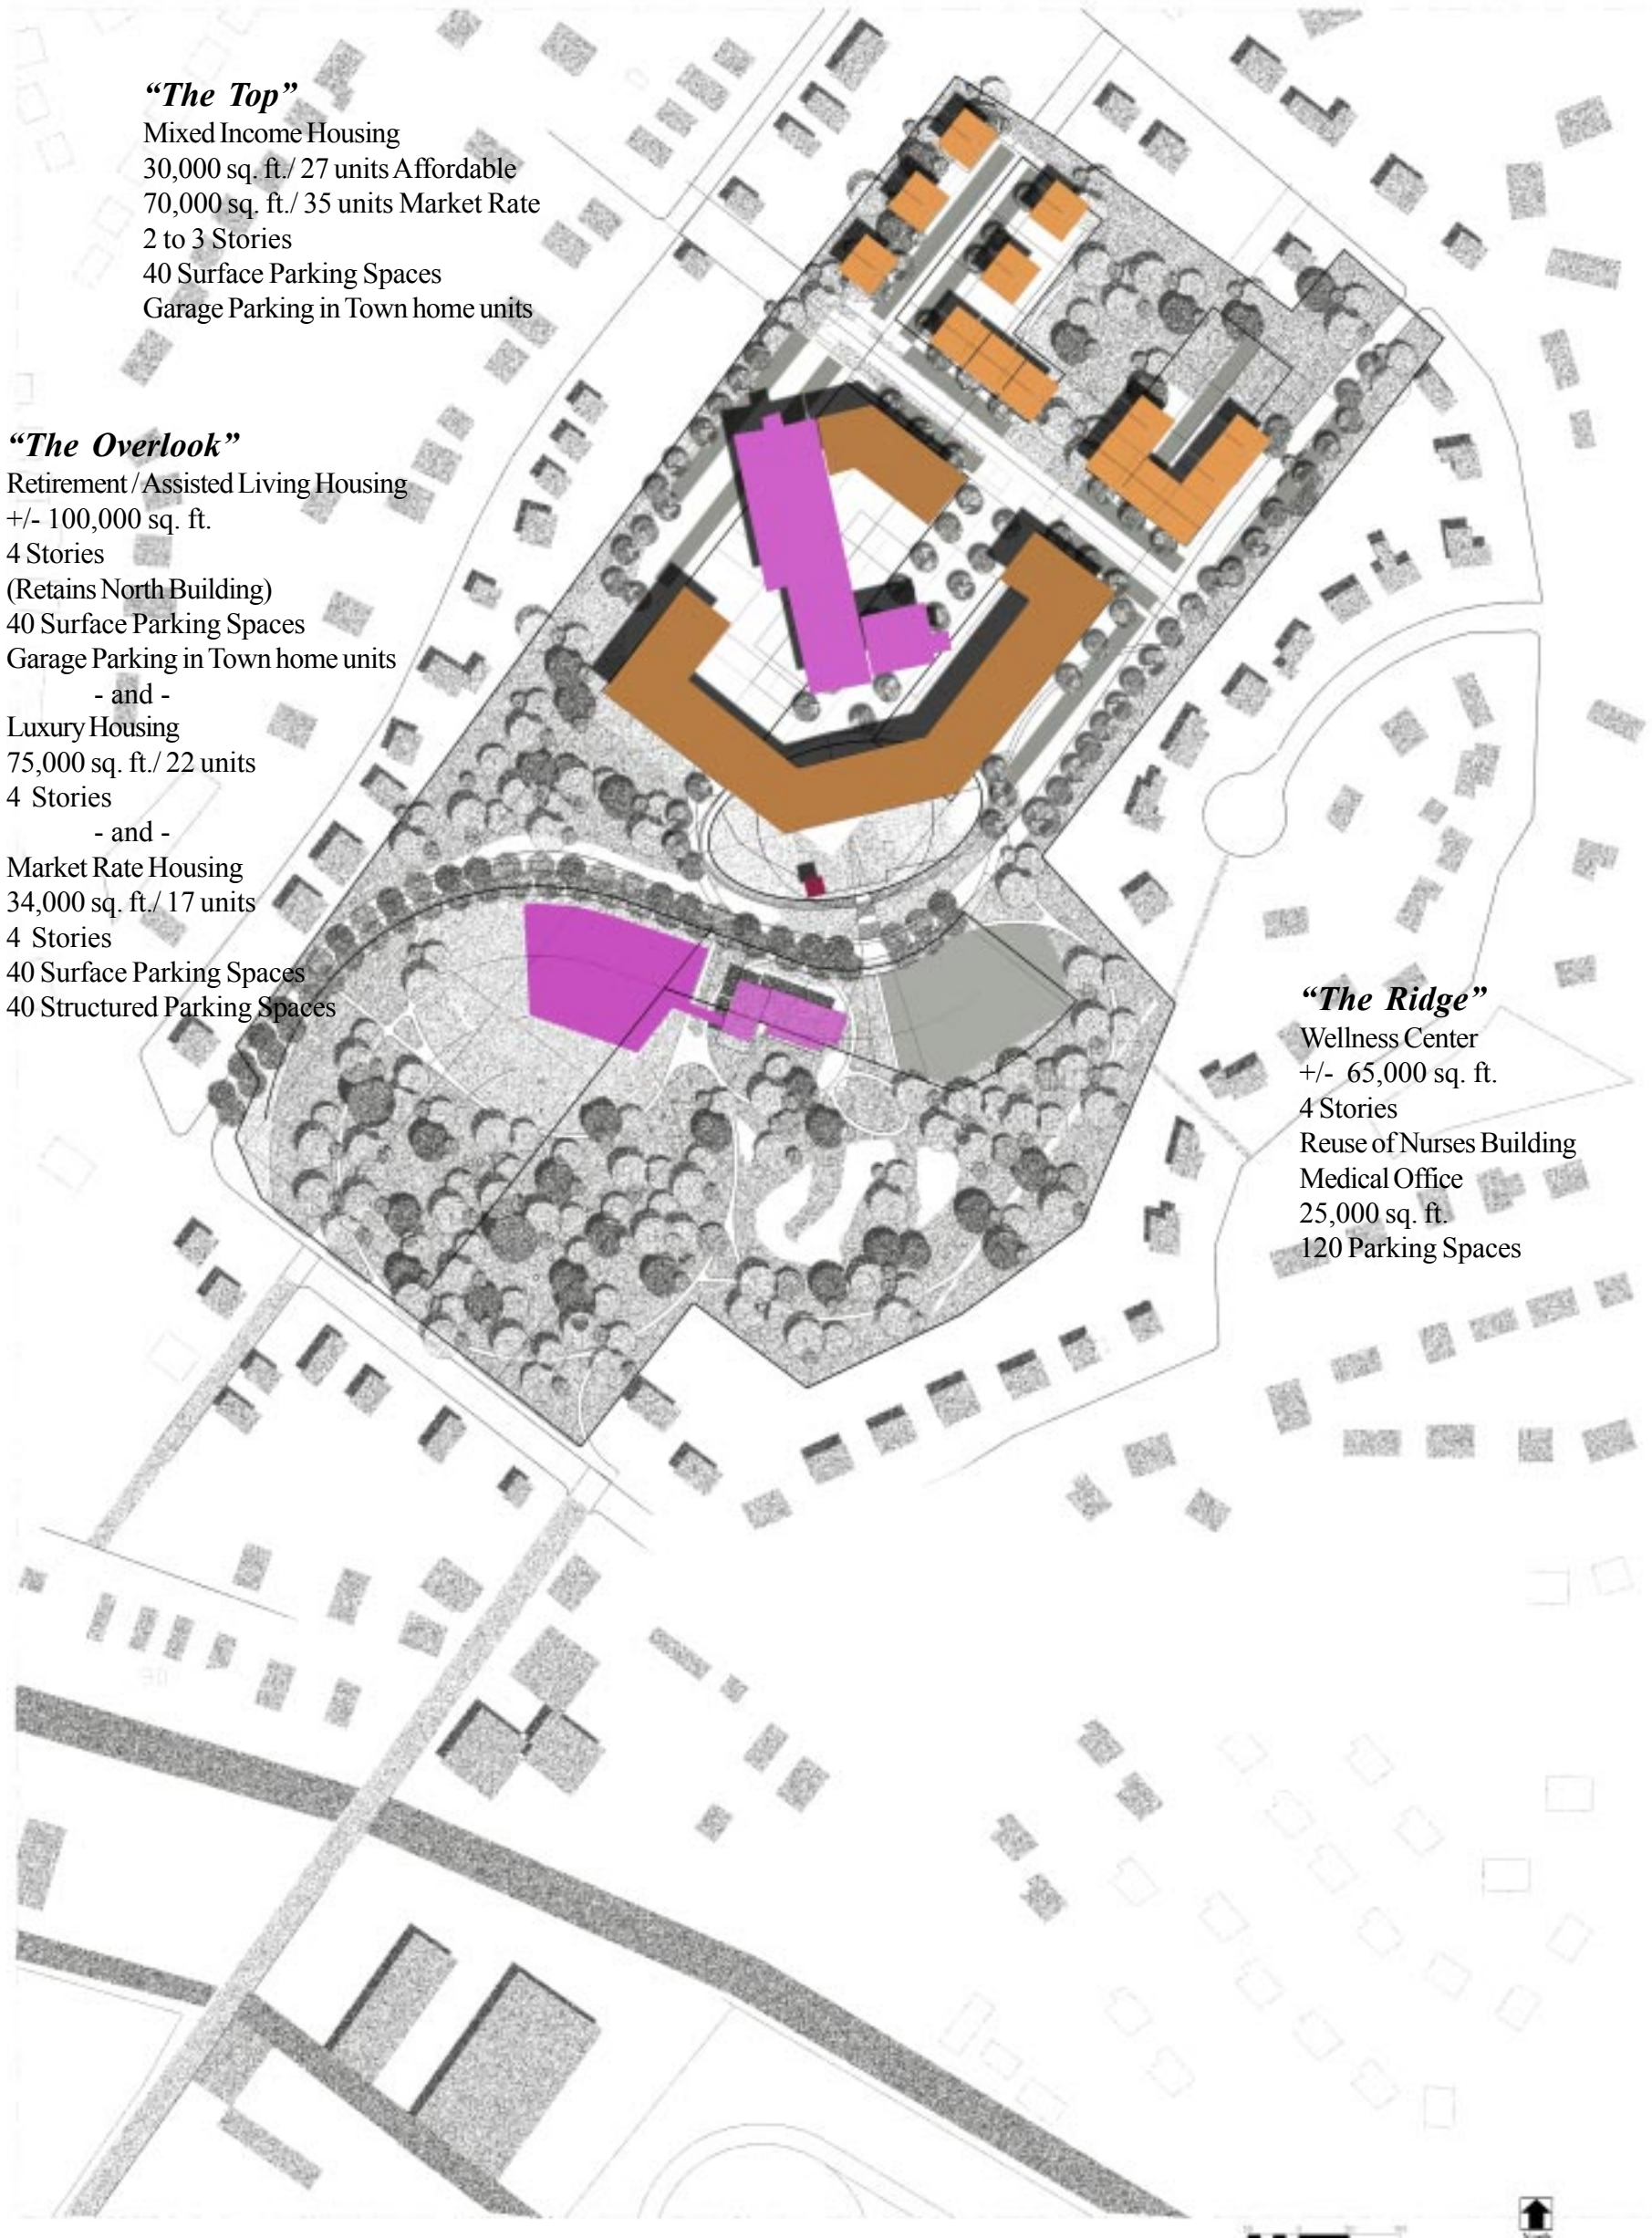 “The Top”
Mixed Income Housing
30,000 sq. ft./ 27 units Affordable
70,000 sq. ft./ 35 units Market Rate
2 to 3 Stories
40 Surface Parking Spaces
Garage Parking in Town home units
“The Overlook”
Retirement / Assisted Living Housing
+/- 100,000 sq. ft.
4 Stories
(Retains North Building)
40 Surface Parking Spaces
Garage Parking in Town home units
- and -
Luxury Housing
75,000 sq. ft./ 22 units
4 Stories
- and -
Market Rate Housing
34,000 sq. ft./ 17 units
4 Stories
40 Surface Parking Spaces
40 Structured Parking Spaces
“The Ridge”
Wellness Center
+/- 65,000 sq. ft.
4 Stories
Reuse of Nurses Building
Medical Office
25,000 sq. ft.
120 Parking Spaces